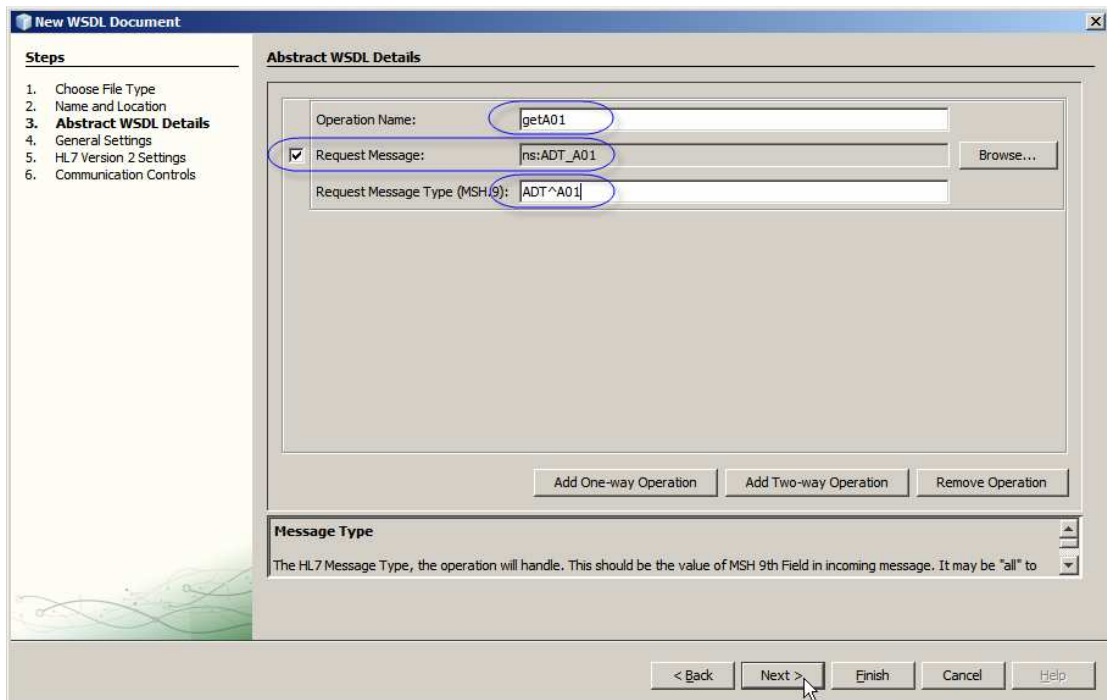 New WSDL Document
Steps
1. Choose File Type
2. Name and Location
3. Abstract WSDL Details
4. General Settings
5. HL7 Version 2 Settings
6. Communication Controls
Abstract WSDL Details
Operation Name: getA01
Request Message: ns:ADT_A01 Browse...
Request Message Type (MSH.9): ADT^A01
Add One-way Operation Add Two-way Operation Remove Operation
Message Type
The HL7 Message Type, the operation will handle. This should be the value of MSH 9th Field in incoming message. It may be "all" to
< Back Next > Finish Cancel Help